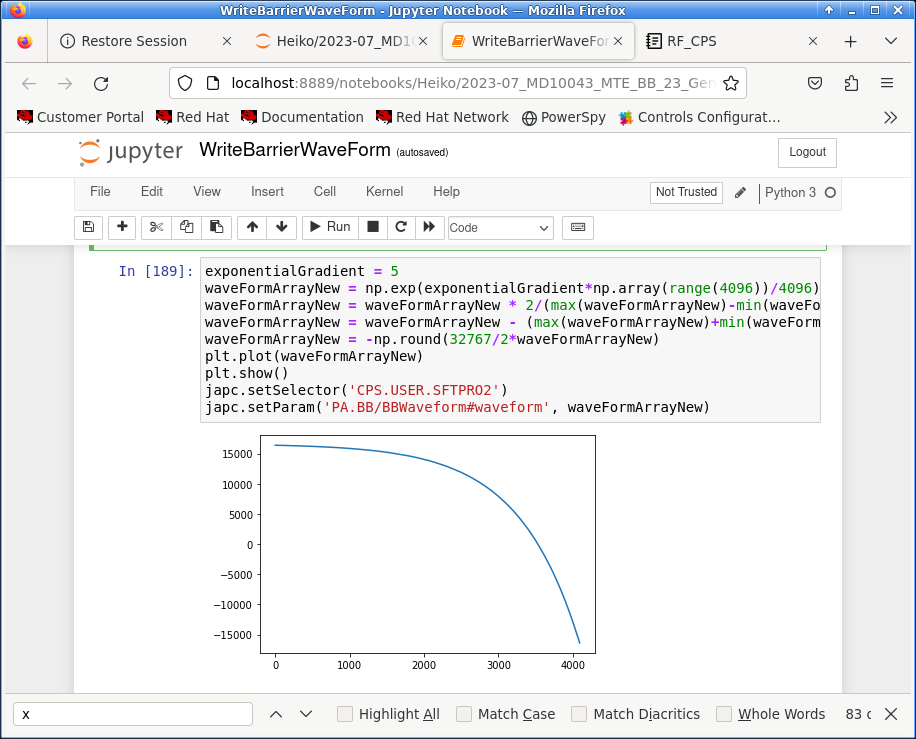 WriteBarrierWaveForm - Jupyter Notebook — Mozilla Firefox
Restore Session
Heiko/2023-07_MD10
WriteBarrierWaveFor
RF_CPS
localhost:8889/notebooks/Heiko/2023-07_MD10043_MTE_BB_23_Gen
Customer Portal Red Hat Documentation Red Hat Network PowerSpy Controls Configurat...
jupyter WriteBarrierWaveForm (autosaved) Logout
File Edit View Insert Cell Kernel Help Not Trusted Python 3
Run Code
In [189]:
exponentialGradient = 5
waveFormArrayNew = np.exp(exponentialGradient*np.array(range(4096))/4096)
waveFormArrayNew = waveFormArrayNew * 2/(max(waveFormArrayNew)-min(waveFo
waveFormArrayNew = waveFormArrayNew - (max(waveFormArrayNew)+min(waveForm
waveFormArrayNew = -np.round(32767/2*waveFormArrayNew)
plt.plot(waveFormArrayNew)
plt.show()
japc.setSelector('CPS.USER.SFTPRO2')
japc.setParam('PA.BB/BBWaveform#waveform', waveFormArrayNew)
15000
10000
5000
0
−5000
−10000
−15000
0 1000 2000 3000 4000
x Highlight All Match Case Match Diacritics Whole Words 83